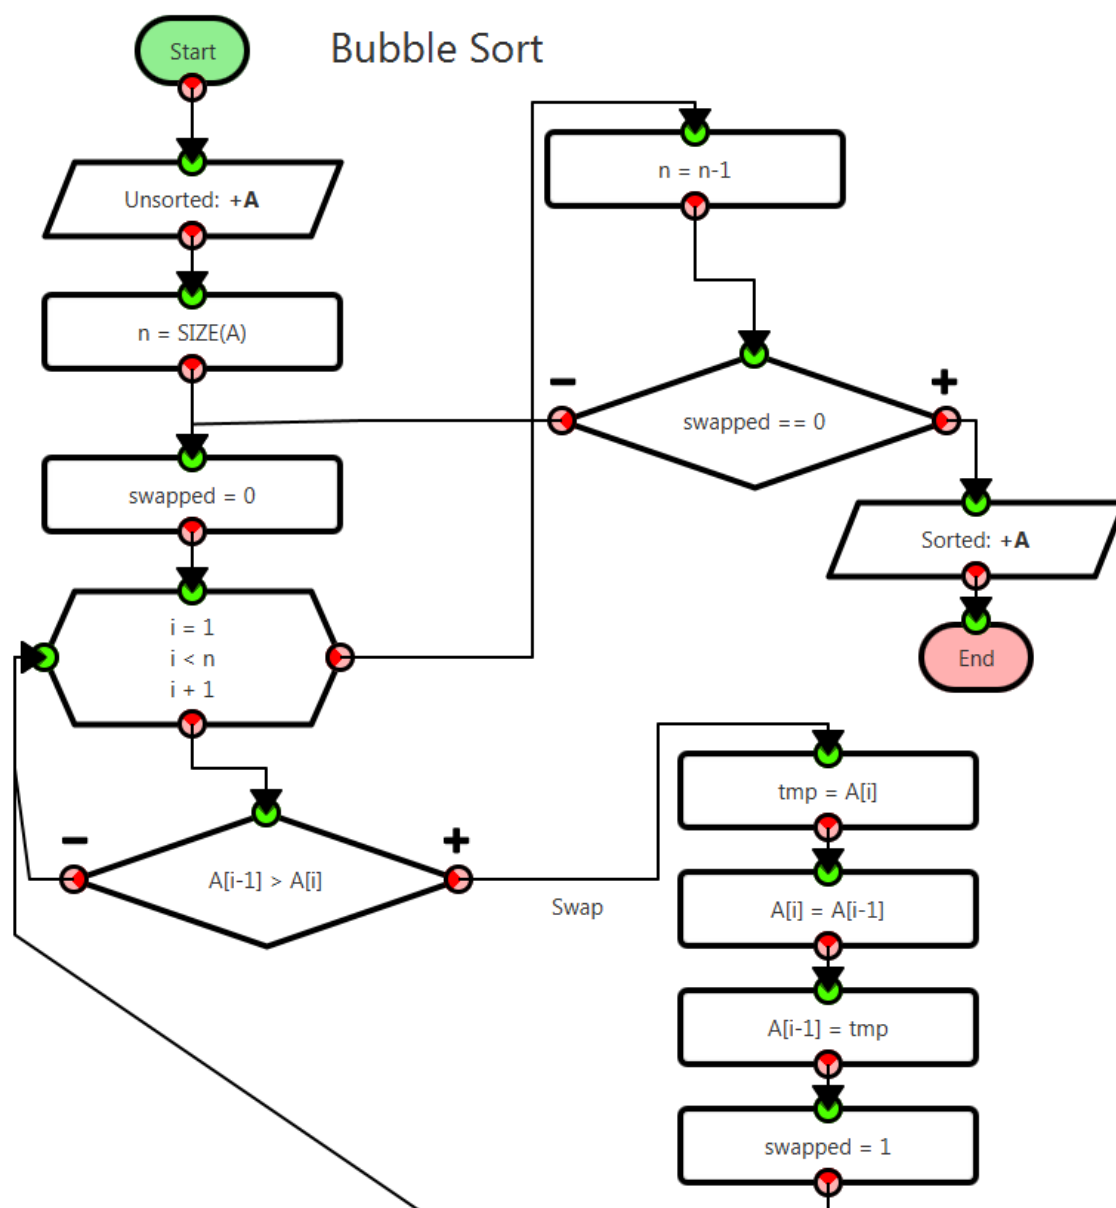 Start
Bubble Sort
Unsorted: +A
n = SIZE(A)
swapped = 0
i = 1
i < n
i + 1
−
A[i-1] > A[i]
+
Swap
n = n-1
−
swapped == 0
+
Sorted: +A
End
tmp = A[i]
A[i] = A[i-1]
A[i-1] = tmp
swapped = 1